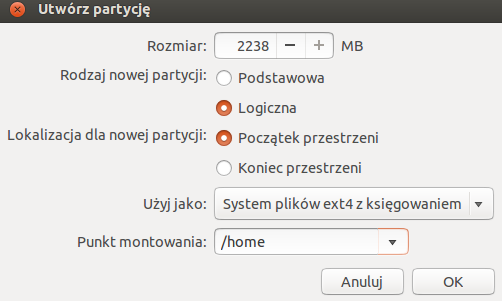 Utwórz partycję
Rozmiar: 2238 − + MB
Rodzaj nowej partycji: Podstawowa
Logiczna
Lokalizacja dla nowej partycji: Początek przestrzeni
Koniec przestrzeni
Użyj jako: System plików ext4 z księgowaniem
Punkt montowania: /home
Anuluj OK